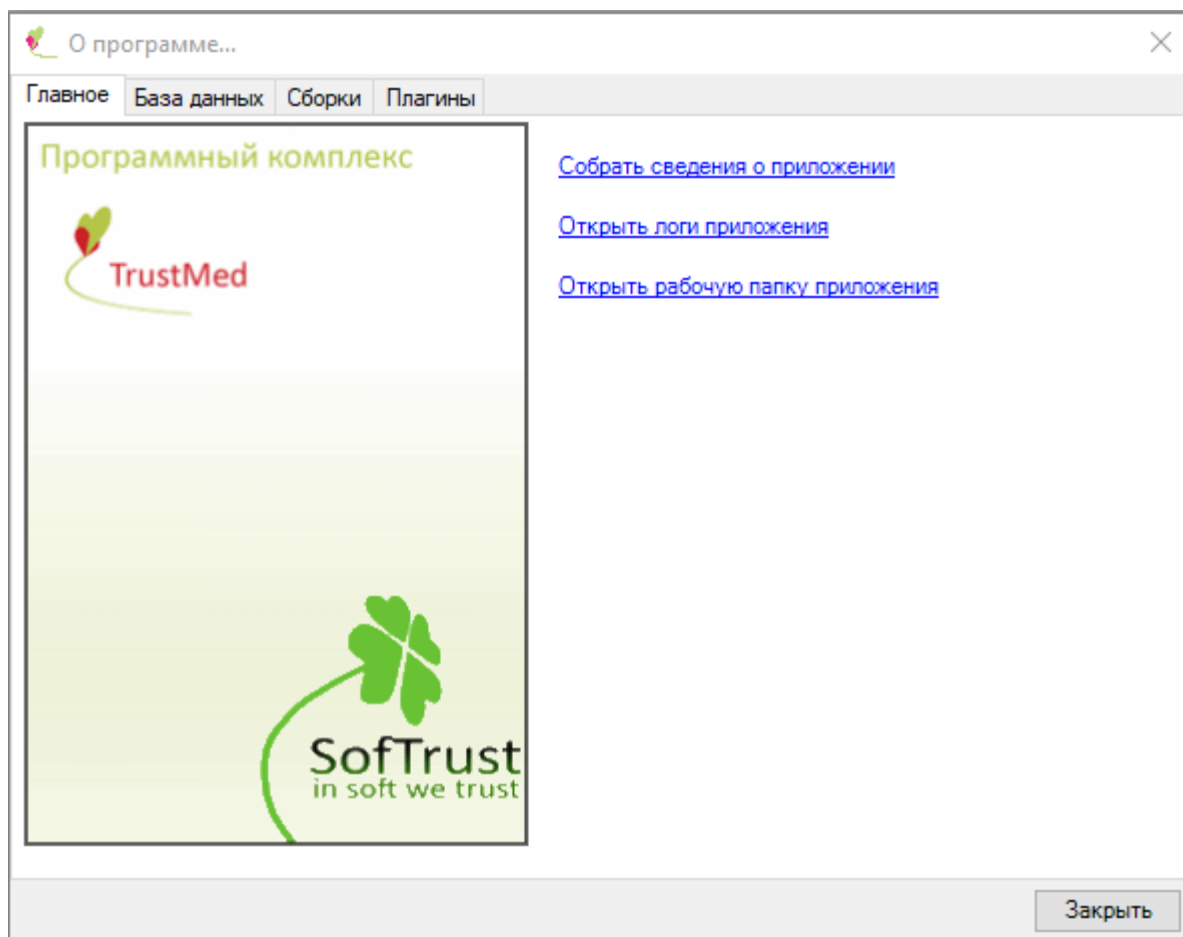 О программе...
Главное База данных Сборки Плагины
Программный комплекс
TrustMed
SofTrust
in soft we trust
Собрать сведения о приложении
Открыть логи приложения
Открыть рабочую папку приложения
Закрыть